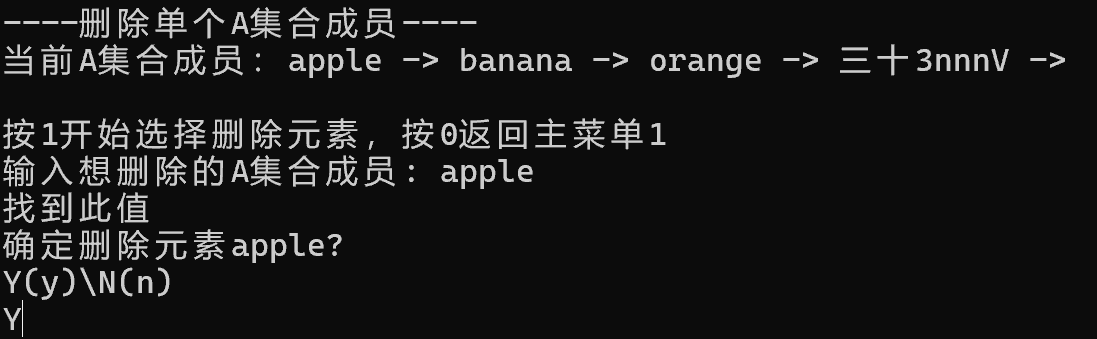 ----删除单个A集合成员----
当前A集合成员：apple -> banana -> orange -> 三十3nnnV ->
按1开始选择删除元素，按0返回主菜单1
输入想删除的A集合成员：apple
找到此值
确定删除元素apple?
Y(y)\N(n)
Y